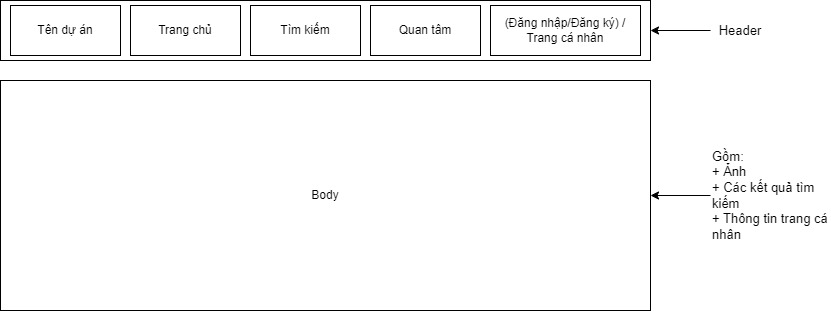 Tên dự án
Trang chủ
Tìm kiếm
Quan tâm
(Đăng nhập/Đăng ký) /
Trang cá nhân
Header
Body
Gồm:
+ Ảnh
+ Các kết quả tìm
kiếm
+ Thông tin trang cá
nhân